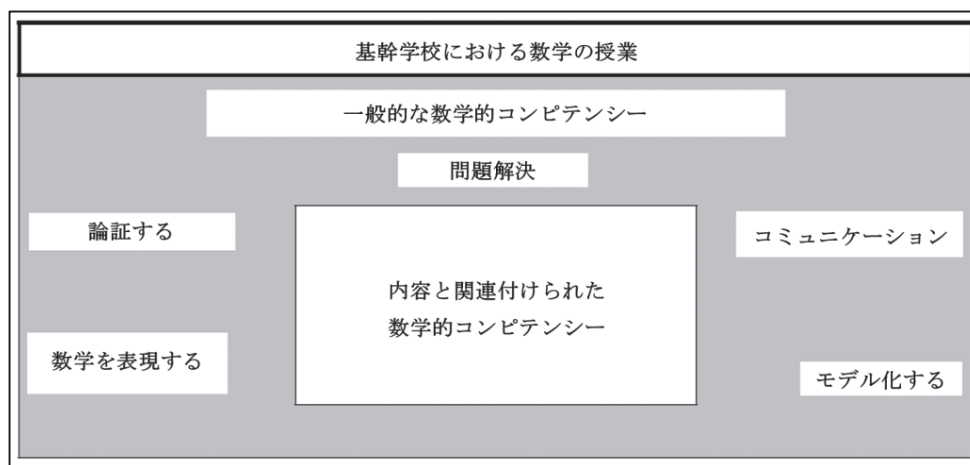 基幹学校における数学の授業
一般的な数学的コンピテンシー
問題解決
論証する
コミュニケーション
内容と関連付けられた
数学的コンピテンシー
数学を表現する
モデル化する